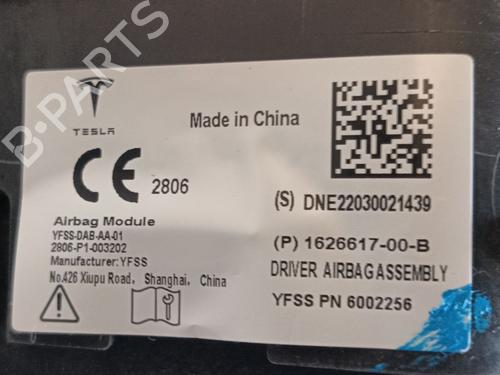 B-PARTS
TESLA
Made in China
CE 2806
Airbag Module
YFSS-DAB-AA-01
2806-P1-003202
Manufacturer:YFSS
No.426 Xiupu Road, Shanghai, China
(S) DNE22030021439
(P) 1626617-00-B
DRIVER AIRBAG ASSEMBLY
YFSS PN 6002256